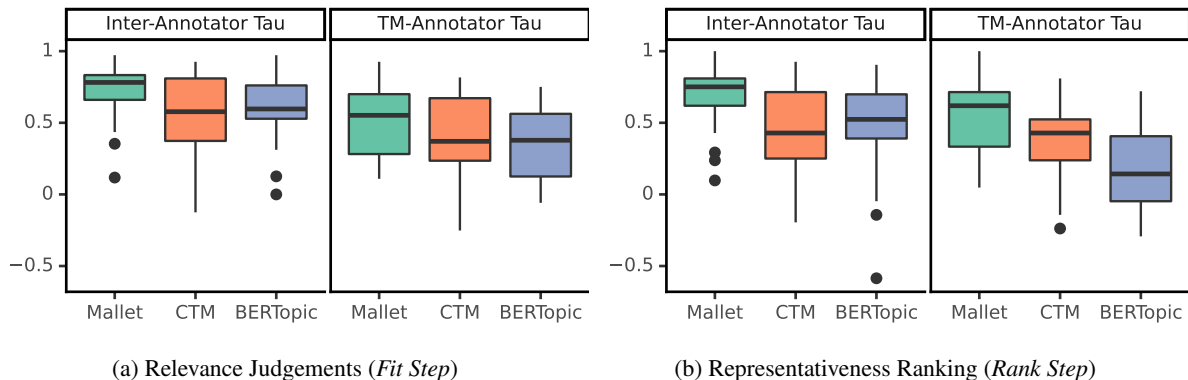 Inter-Annotator Tau TM-Annotator Tau
1
0.5
0
−0.5
Mallet CTM BERTopic Mallet CTM BERTopic
(a) Relevance Judgements (Fit Step)
Inter-Annotator Tau TM-Annotator Tau
1
0.5
0
−0.5
Mallet CTM BERTopic Mallet CTM BERTopic
(b) Representativeness Ranking (Rank Step)